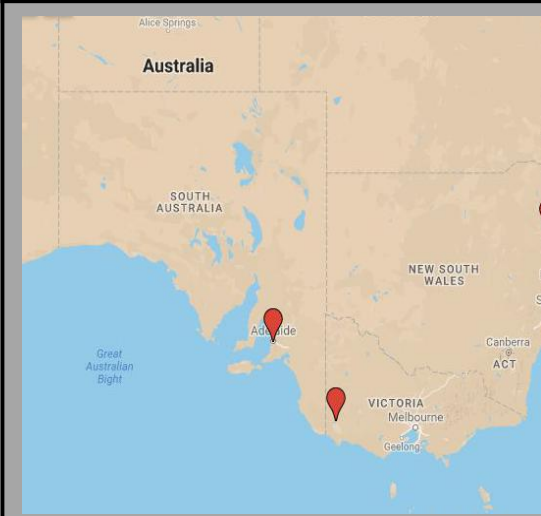 Alice Springs
Australia
SOUTH
AUSTRALIA
NEW SOUTH
WALES
Adelaide
Canberra
ACT
Great
Australian
Bight
VICTORIA
Melbourne
Geelong